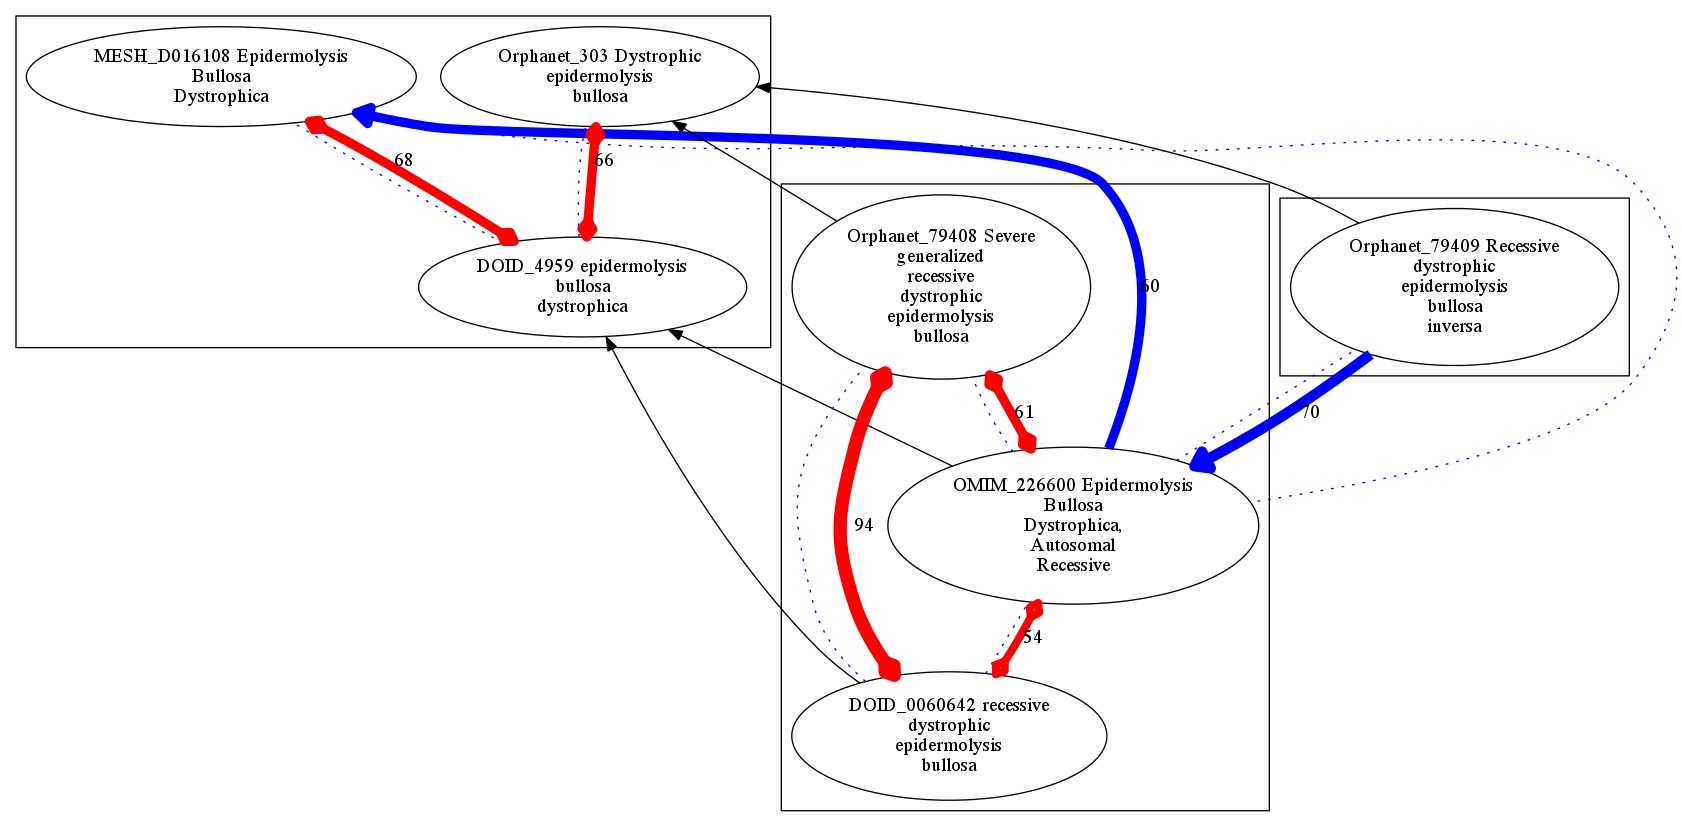 MESH_D016108 Epidermolysis
Bullosa
Dystrophica
Orphanet_303 Dystrophic
epidermolysis
bullosa
68
66
DOID_4959 epidermolysis
bullosa
dystrophica
Orphanet_79408 Severe
generalized
recessive
dystrophic
epidermolysis
bullosa
60
Orphanet_79409 Recessive
dystrophic
epidermolysis
bullosa
inversa
61
70
94
OMIM_226600 Epidermolysis
Bullosa
Dystrophica,
Autosomal
Recessive
54
DOID_0060642 recessive
dystrophic
epidermolysis
bullosa